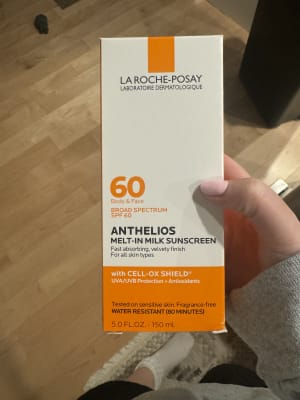 LA ROCHE-POSAY
LABORATOIRE DERMATOLOGIQUE
60
Body & Face
BROAD SPECTRUM
SPF 60
ANTHELIOS
MELT-IN MILK SUNSCREEN
Fast absorbing, velvety finish
For all skin types
with CELL-OX SHIELD®
UVA/UVB Protection + Antioxidants
Tested on sensitive skin. Fragrance-free
WATER RESISTANT (80 MINUTES)
5.0 FL.OZ. - 150 ml